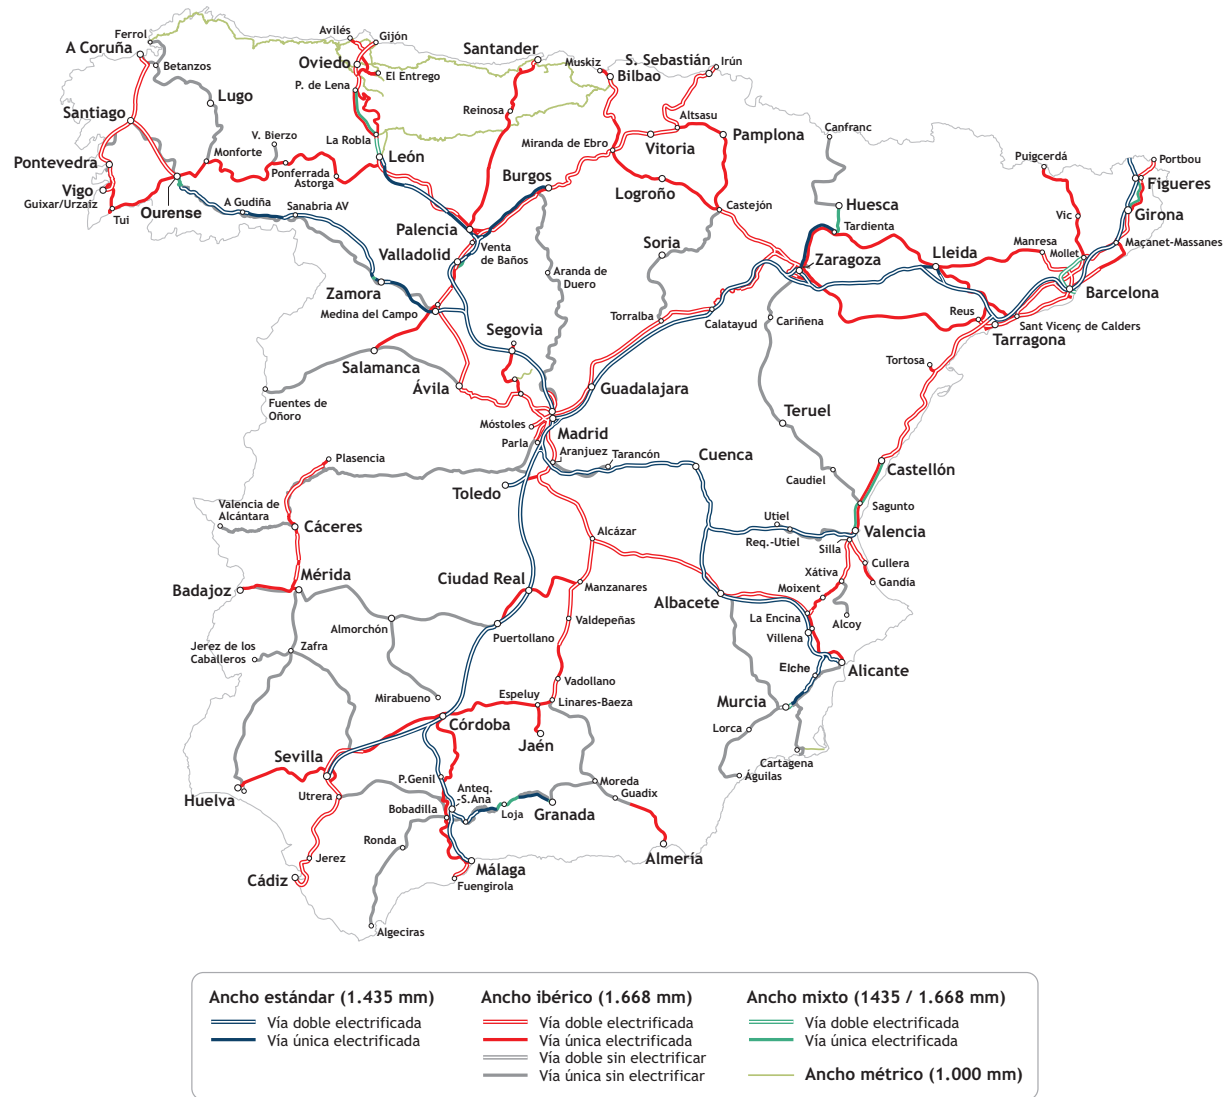 Ferrol
A Coruña
Betanzos
Lugo
Santiago
V. Bierzo
Monforte
Pontevedra
Vigo
Guixar/Urzaíz
Tui
Ourense
Ponferrada
Astorga
A Gudiña
Sanabria AV
Avilés
Gijón
Oviedo
El Entrego
P. de Lena
La Robla
León
Santander
Reinosa
Muskiz
Bilbao
S. Sebastián
Irún
Altsasu
Vitoria
Pamplona
Miranda de Ebro
Burgos
Logroño
Castejón
Canfranc
Huesca
Tardienta
Zaragoza
Lleida
Puigcerdá
Portbou
Figueres
Girona
Vic
Manresa
Mollet
Maçanet-Massanes
Barcelona
Sant Vicenç de Calders
Reus
Tarragona
Tortosa
Palencia
Venta
de Baños
Valladolid
Soria
Aranda de
Duero
Zamora
Medina del Campo
Segovia
Torralba
Calatayud
Cariñena
Salamanca
Ávila
Guadalajara
Fuentes de
Oñoro
Móstoles
Madrid
Parla
Aranjuez
Tarancón
Cuenca
Teruel
Caudiel
Castellón
Sagunto
Plasencia
Toledo
Valencia de
Alcántara
Cáceres
Alcázar
Utiel
Req.-Utiel
Valencia
Silla
Cullera
Gandía
Xátiva
Moixent
Alcoy
Badajoz
Mérida
Ciudad Real
Manzanares
Albacete
La Encina
Villena
Almorchón
Puertollano
Valdepeñas
Elche
Alicante
Jerez de los
Caballeros
Zafra
Mirabueno
Vadollano
Espeluy
Linares-Baeza
Murcia
Lorca
Cartagena
Águilas
Córdoba
Jaén
Sevilla
Huelva
Utrera
P.Genil
Anteq.
S.Ana
Bobadilla
Loja
Granada
Moreda
Guadix
Almería
Ronda
Jerez
Cádiz
Málaga
Fuengirola
Algeciras
Ancho estándar (1.435 mm)
Vía doble electrificada
Vía única electrificada
Ancho ibérico (1.668 mm)
Vía doble electrificada
Vía única electrificada
Vía doble sin electrificar
Vía única sin electrificar
Ancho mixto (1435 / 1.668 mm)
Vía doble electrificada
Vía única electrificada
Ancho métrico (1.000 mm)